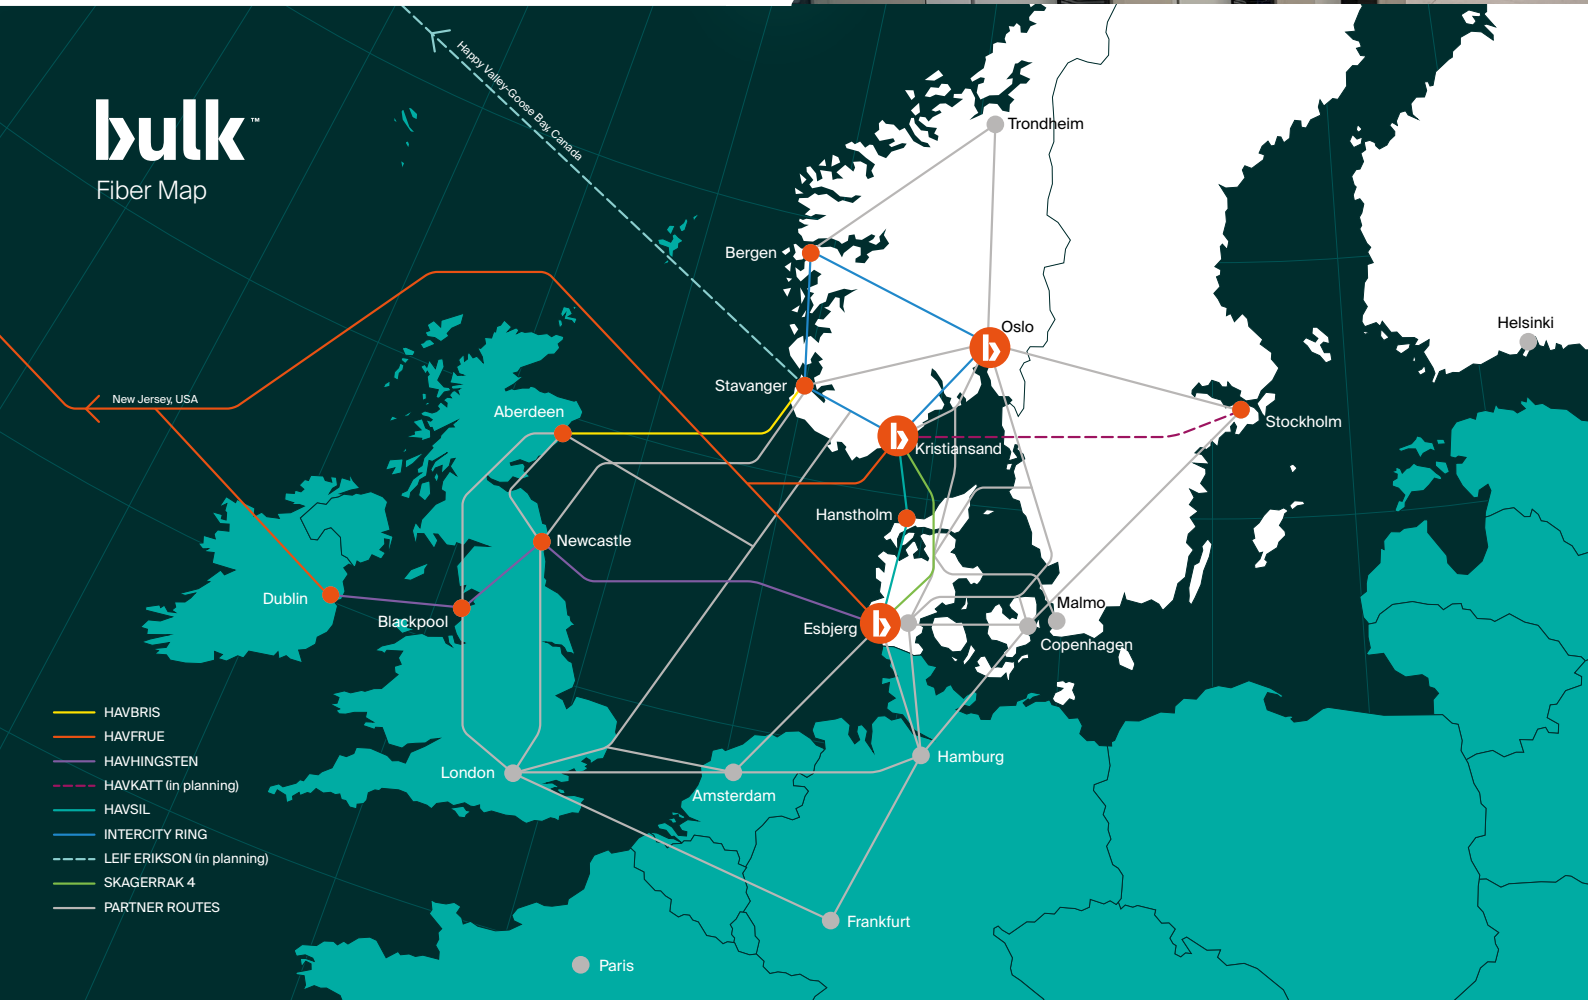 bulk™
Fiber Map
Happy Valley-Goose Bay, Canada
Trondheim
Bergen
Oslo
Helsinki
Stavanger
New Jersey, USA
Aberdeen
Stockholm
Kristiansand
Hanstholm
Newcastle
Dublin
Blackpool
Esbjerg
Malmo
Copenhagen
HAVBRIS
HAVFRUE
HAVHINGSTEN
HAVKATT (in planning)
HAVSIL
INTERCITY RING
LEIF ERIKSON (in planning)
SKAGERRAK 4
PARTNER ROUTES
London
Amsterdam
Hamburg
Frankfurt
Paris